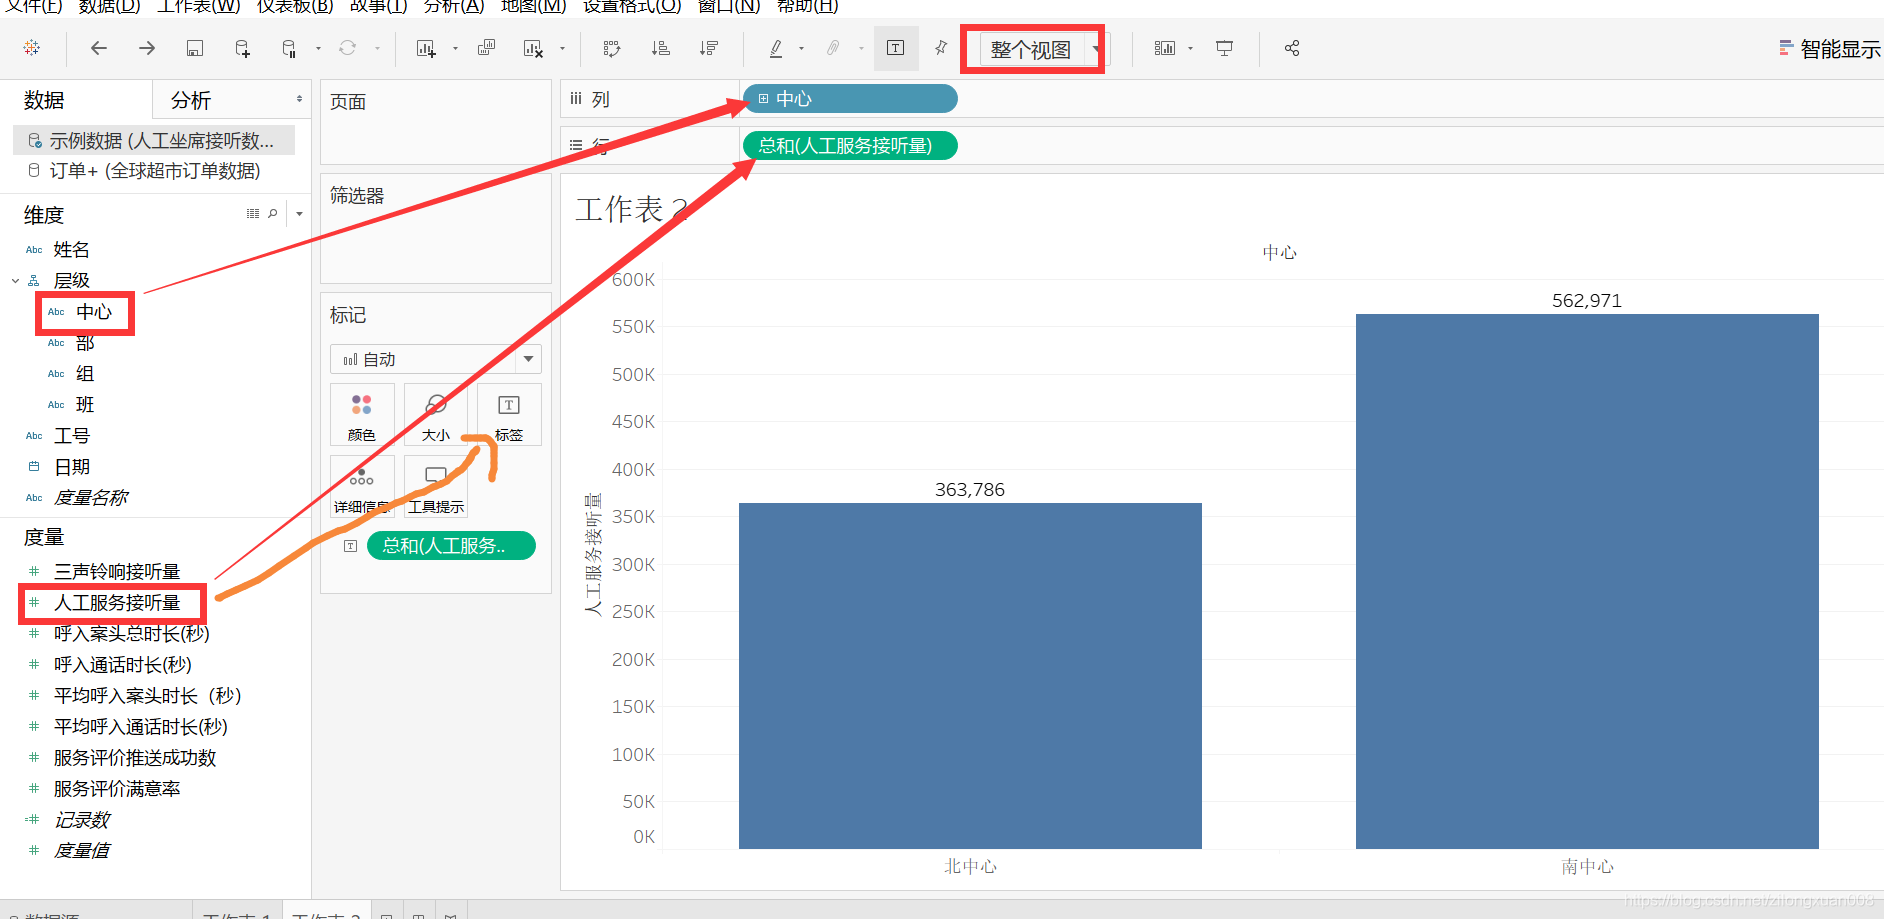 文件(F) 数据(D) 工作表(W) 仪表板(B) 故事(T) 分析(A) 地图(M) 设置格式(O) 窗口(N) 帮助(H)
整个视图
智能显示
数据
分析
示例数据 (人工坐席接听数...
订单+ (全球超市订单数据)
维度
Abc 姓名
层级
Abc 中心
Abc 部
Abc 组
Abc 班
Abc 工号
日期
Abc 度量名称
度量
三声铃响接听量
人工服务接听量
呼入案头总时长(秒)
呼入通话时长(秒)
平均呼入案头时长（秒）
平均呼入通话时长(秒)
服务评价推送成功数
服务评价满意率
记录数
度量值
页面
筛选器
标记
自动
颜色
大小
标签
详细信息
工具提示
总和(人工服务..
列
中心
行
总和(人工服务接听量)
工作表 2
中心
人工服务接听量
600K
550K
500K
450K
400K
350K
300K
250K
200K
150K
100K
50K
0K
363,786
562,971
北中心
南中心
数据源
工作表 1
工作表 2
https://blog.csdn.net/zilongxuan008